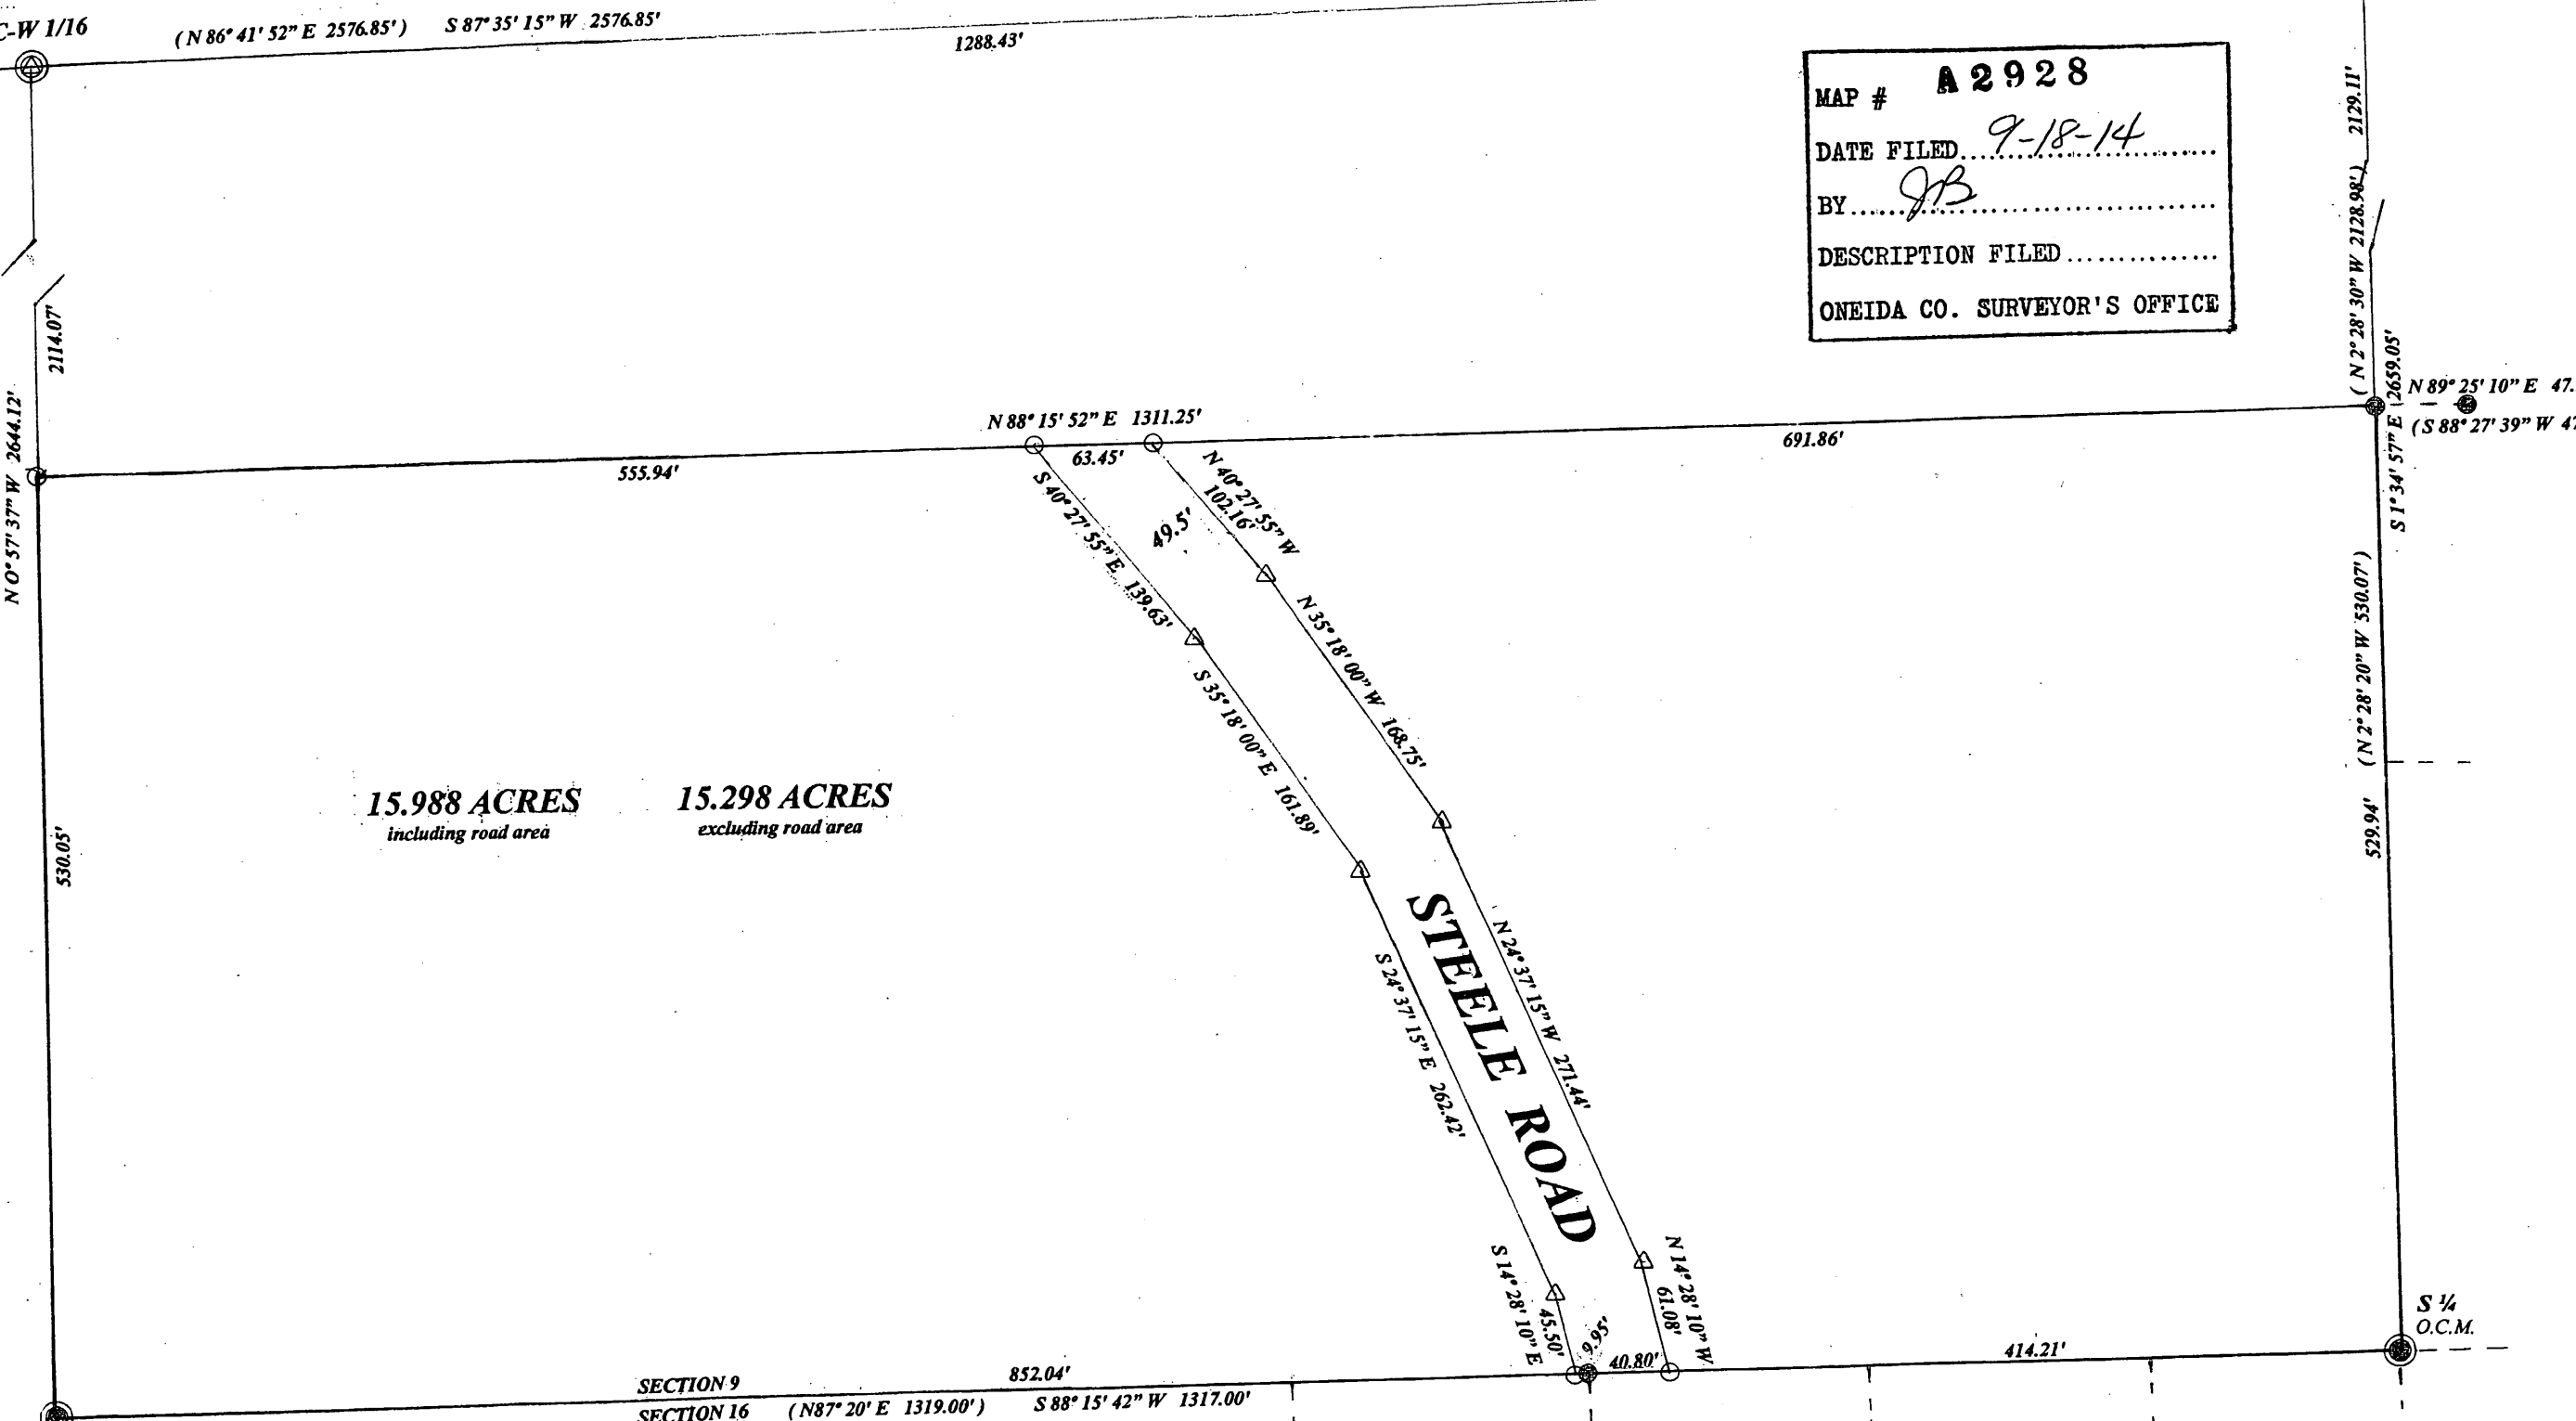 C-W 1/16
( N 86° 41' 52" E 2576.85' ) S 87° 35' 15" W 2576.85'
1288.43'
MAP # A2928
DATE FILED 9-18-14
BY JB
DESCRIPTION FILED
ONEIDA CO. SURVEYOR'S OFFICE
2129.11'
( N 2° 28' 30" W 2128.98' )
2114.07'
N 0° 57' 37" W 2644.12'
S 1° 34' 57" E 2659.05'
N 89° 25' 10" E 47.
( S 88° 27' 39" W 47
N 88° 15' 52" E 1311.25'
555.94'
63.45'
691.86'
S 40° 27' 55" E 139.63'
49.5'
N 40° 27' 55" W
102.16'
S 35° 18' 00" E 161.89'
N 35° 18' 00" W 168.75'
( N 2° 28' 20" W 530.07' )
529.94'
15.988 ACRES
including road area
15.298 ACRES
excluding road area
530.05'
STEELE ROAD
S 24° 37' 15" E 262.42'
N 24° 37' 15" W 271.44'
S 14° 28' 10" E
45.50'
9.95'
40.80'
N 14° 28' 10" W
61.08'
414.21'
S ¼
O.C.M.
SECTION 9
852.04'
SECTION 16 ( N87° 20' E 1319.00' ) S 88° 15' 42" W 1317.00'